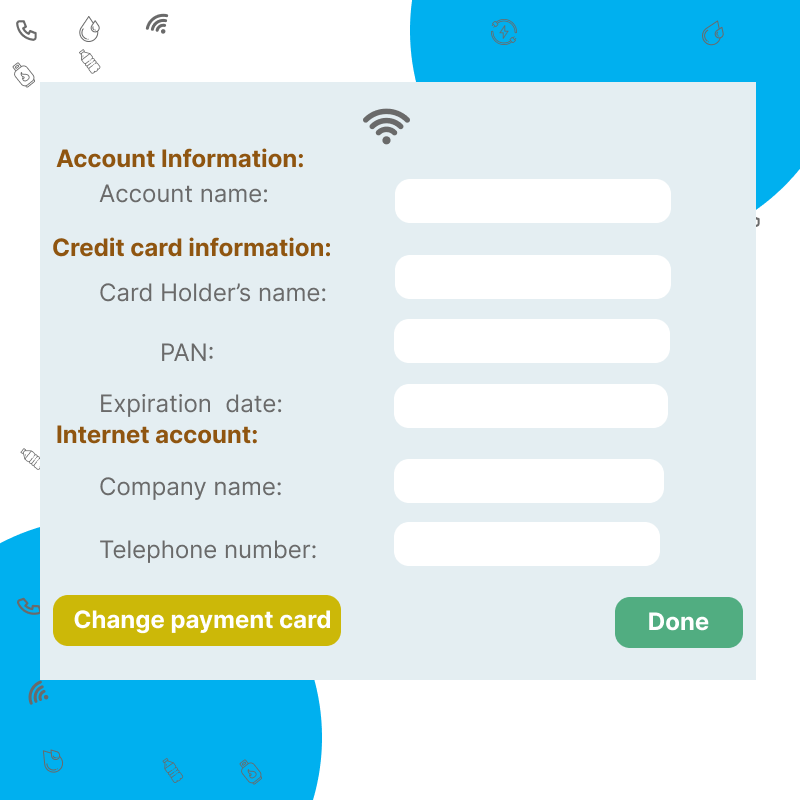 Account Information:
Account name:
Credit card information:
Card Holder’s name:
PAN:
Expiration  date:
Internet account:
Company name:
Telephone number:
Change payment card
Done